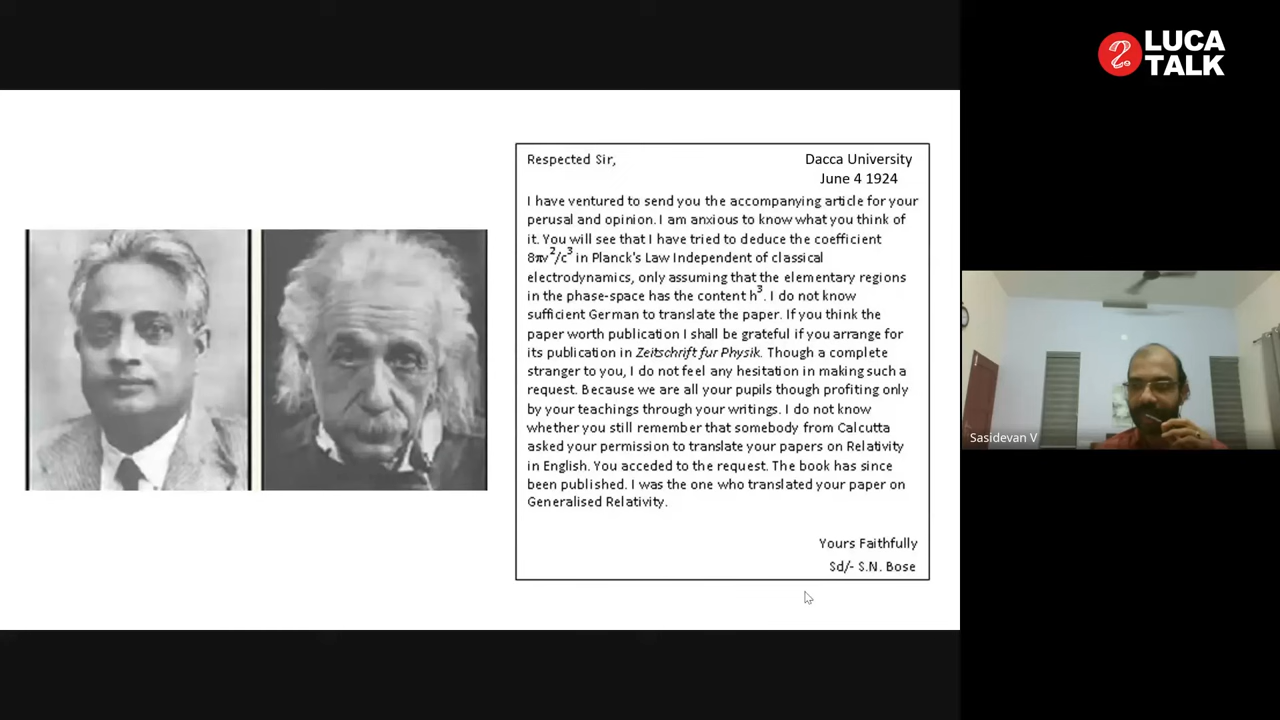 LUCA
TALK
Respected Sir,
Dacca University
June 4 1924
I have ventured to send you the accompanying article for your
perusal and opinion. I am anxious to know what you think of
it. You will see that I have tried to deduce the coefficient
8πv²/c³ in Planck's Law Independent of classical
electrodynamics, only assuming that the elementary regions
in the phase-space has the content h³. I do not know
sufficient German to translate the paper. If you think the
paper worth publication I shall be grateful if you arrange for
its publication in Zeitschrift fur Physik. Though a complete
stranger to you, I do not feel any hesitation in making such a
request. Because we are all your pupils though profiting only
by your teachings through your writings. I do not know
whether you still remember that somebody from Calcutta
asked your permission to translate your papers on Relativity
in English. You acceded to the request. The book has since
been published. I was the one who translated your paper on
Generalised Relativity.
Yours Faithfully
Sd/- S.N. Bose
Sasidevan V